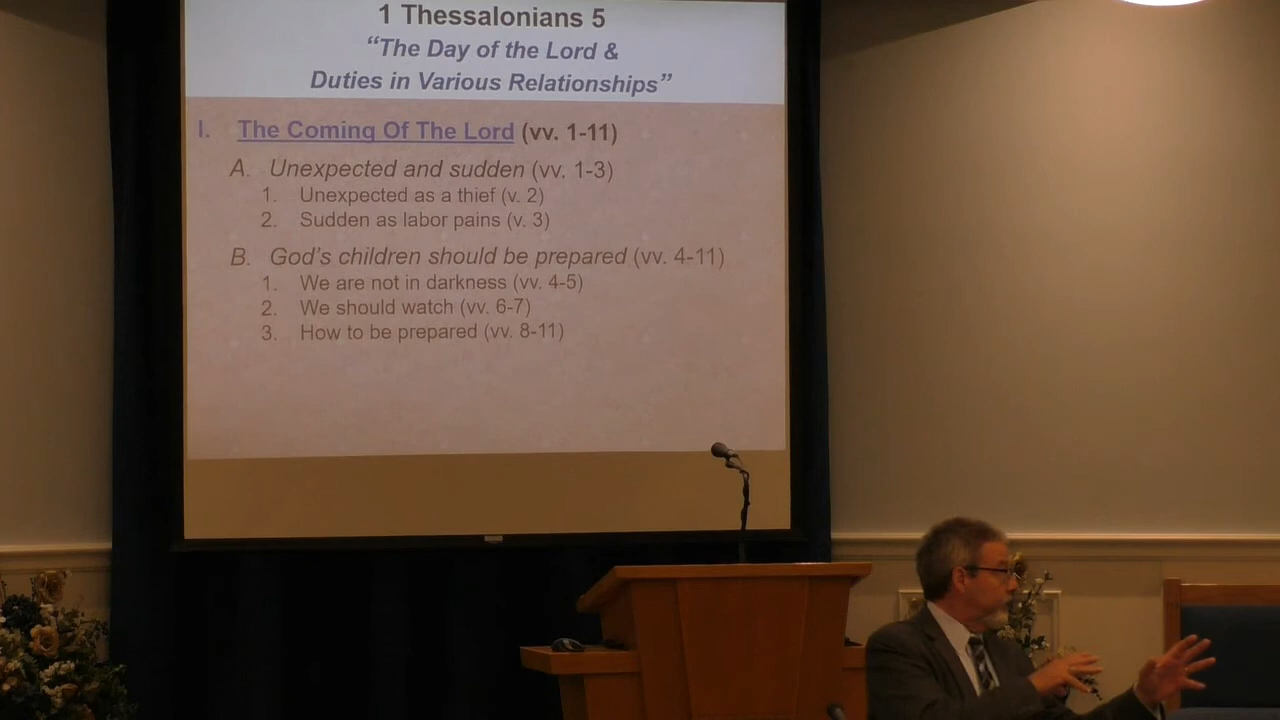 1 Thessalonians 5
“The Day of the Lord &
Duties in Various Relationships”
I. The Coming Of The Lord (vv. 1-11)
A. Unexpected and sudden (vv. 1-3)
1. Unexpected as a thief (v. 2)
2. Sudden as labor pains (v. 3)
B. God’s children should be prepared (vv. 4-11)
1. We are not in darkness (vv. 4-5)
2. We should watch (vv. 6-7)
3. How to be prepared (vv. 8-11)